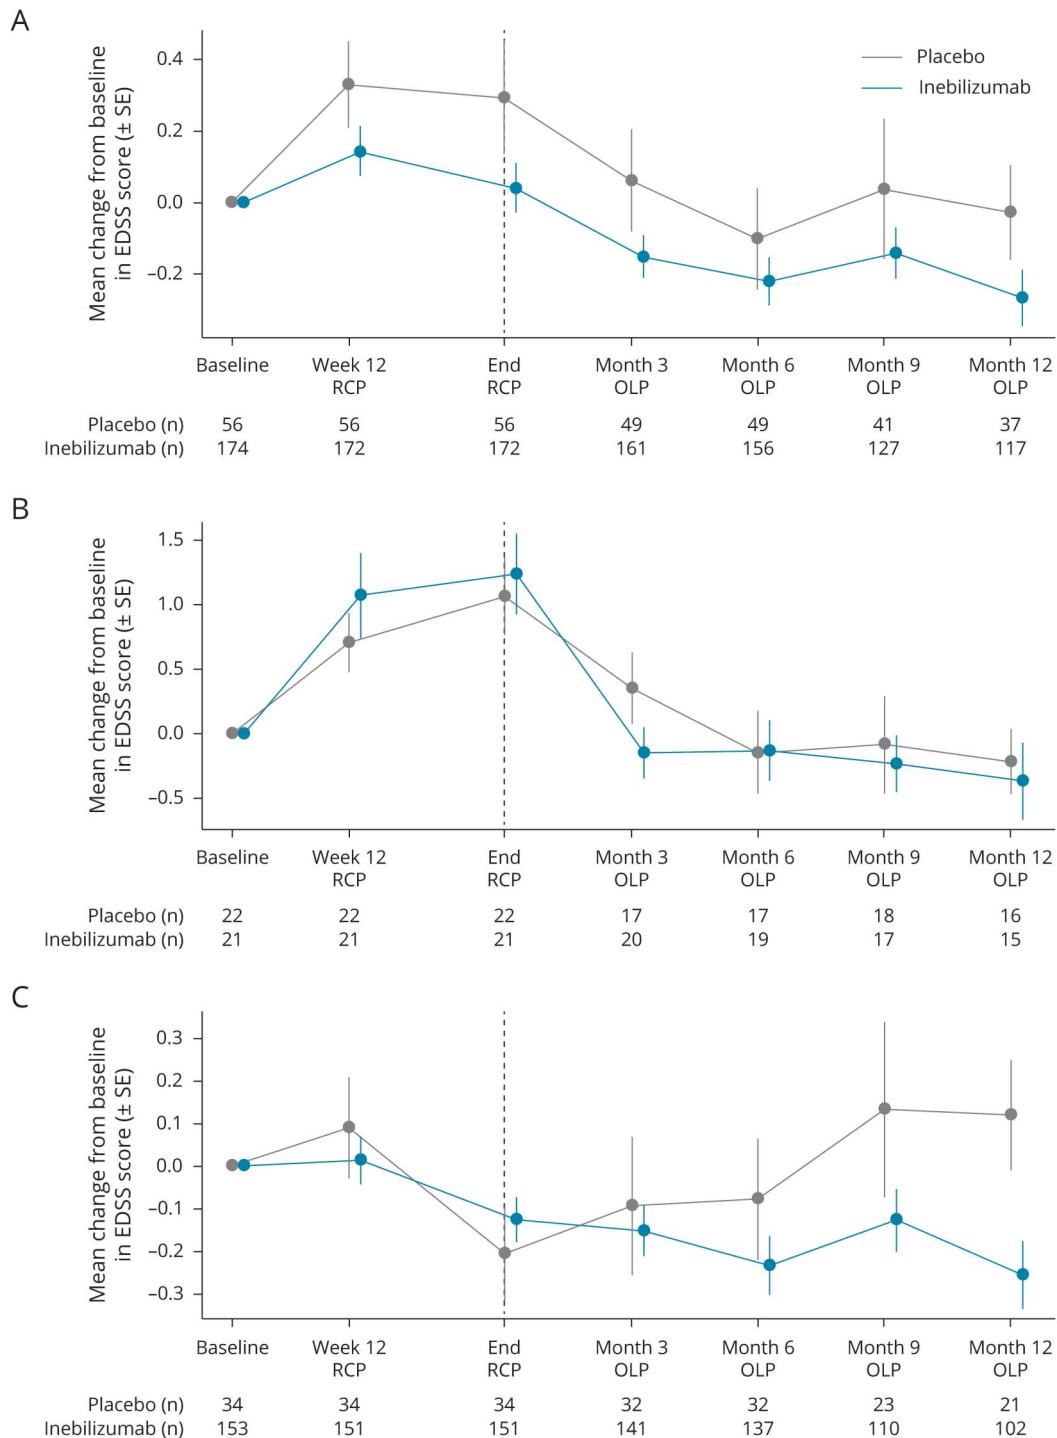 A
Mean change from baseline
in EDSS score (± SE)
0.4
0.2
0.0
–0.2
Placebo
Inebilizumab
Baseline Week 12 End Month 3 Month 6 Month 9 Month 12
RCP RCP OLP OLP OLP OLP
Placebo (n) 56 56 56 49 49 41 37
Inebilizumab (n) 174 172 172 161 156 127 117
B
Mean change from baseline
in EDSS score (± SE)
1.5
1.0
0.5
0.0
–0.5
Baseline Week 12 End Month 3 Month 6 Month 9 Month 12
RCP RCP OLP OLP OLP OLP
Placebo (n) 22 22 22 17 17 18 16
Inebilizumab (n) 21 21 21 20 19 17 15
C
Mean change from baseline
in EDSS score (± SE)
0.3
0.2
0.1
0.0
–0.1
–0.2
–0.3
Baseline Week 12 End Month 3 Month 6 Month 9 Month 12
RCP RCP OLP OLP OLP OLP
Placebo (n) 34 34 34 32 32 23 21
Inebilizumab (n) 153 151 151 141 137 110 102